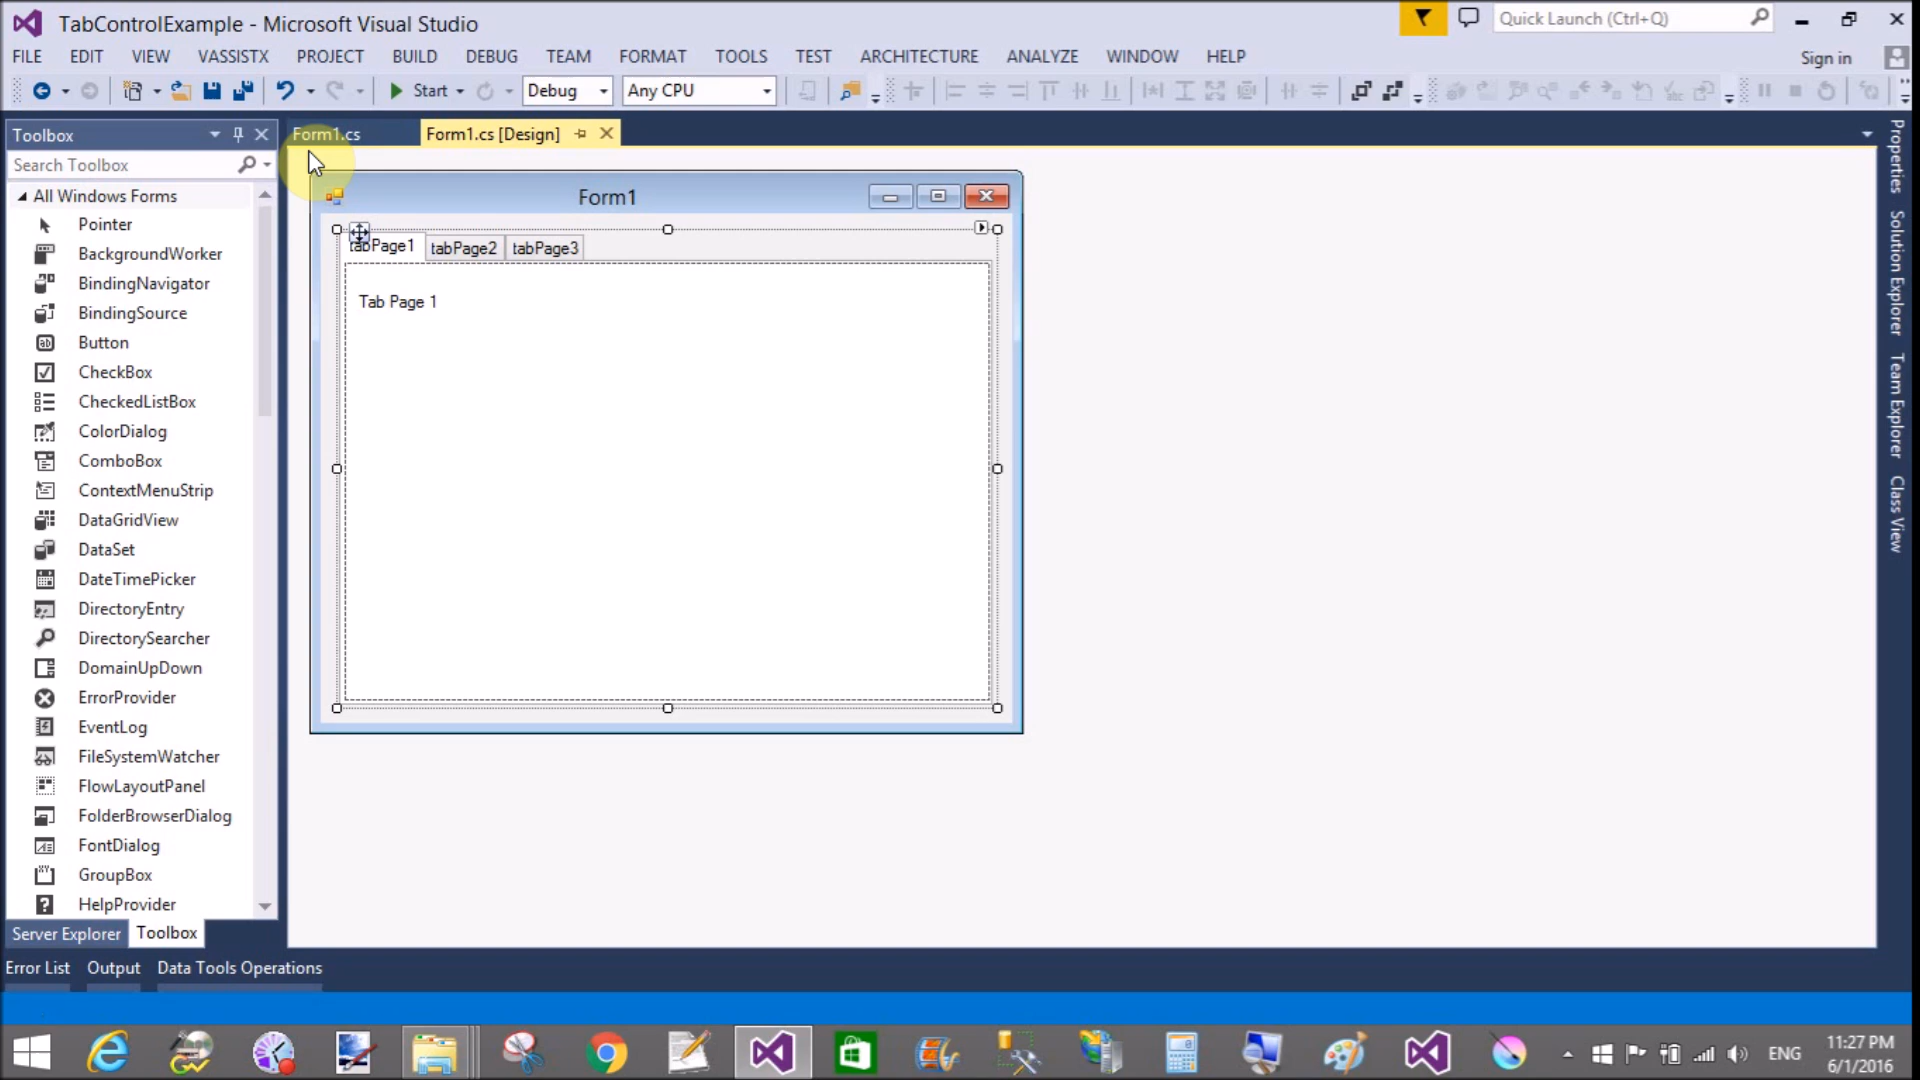 TabControlExample - Microsoft Visual Studio
Quick Launch (Ctrl+Q)
FILE EDIT VIEW VASSISTX PROJECT BUILD DEBUG TEAM FORMAT TOOLS TEST ARCHITECTURE ANALYZE WINDOW HELP
Sign in
Start Debug Any CPU
Toolbox
Form1.cs
Form1.cs [Design]
Search Toolbox
All Windows Forms
Pointer
BackgroundWorker
BindingNavigator
BindingSource
Button
CheckBox
CheckedListBox
ColorDialog
ComboBox
ContextMenuStrip
DataGridView
DataSet
DateTimePicker
DirectoryEntry
DirectorySearcher
DomainUpDown
ErrorProvider
EventLog
FileSystemWatcher
FlowLayoutPanel
FolderBrowserDialog
FontDialog
GroupBox
HelpProvider
Server Explorer Toolbox
Form1
tabPage1 tabPage2 tabPage3
Tab Page 1
Properties
Solution Explorer
Team Explorer
Class View
Error List Output Data Tools Operations
ENG
11:27 PM
6/1/2016